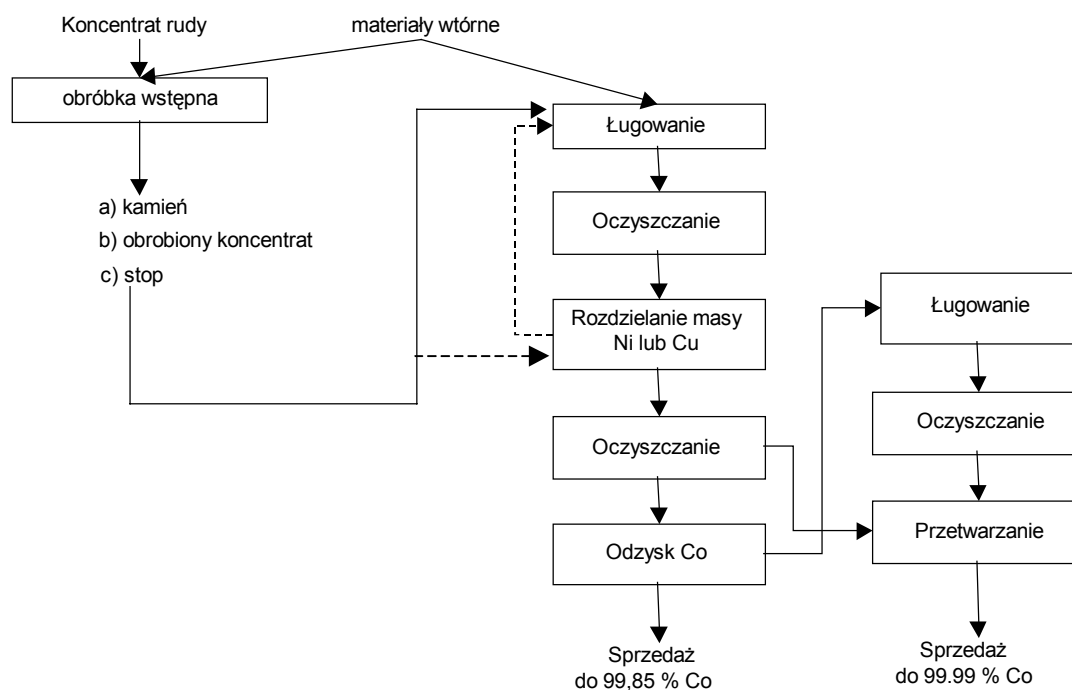 Koncentrat rudy
materiały wtórne
obróbka wstępna
a) kamień
b) obrobiony koncentrat
c) stop
Ługowanie
Oczyszczanie
Rozdzielanie masy
Ni lub Cu
Oczyszczanie
Odzysk Co
Sprzedaż
do 99,85 % Co
Ługowanie
Oczyszczanie
Przetwarzanie
Sprzedaż
do 99.99 % Co